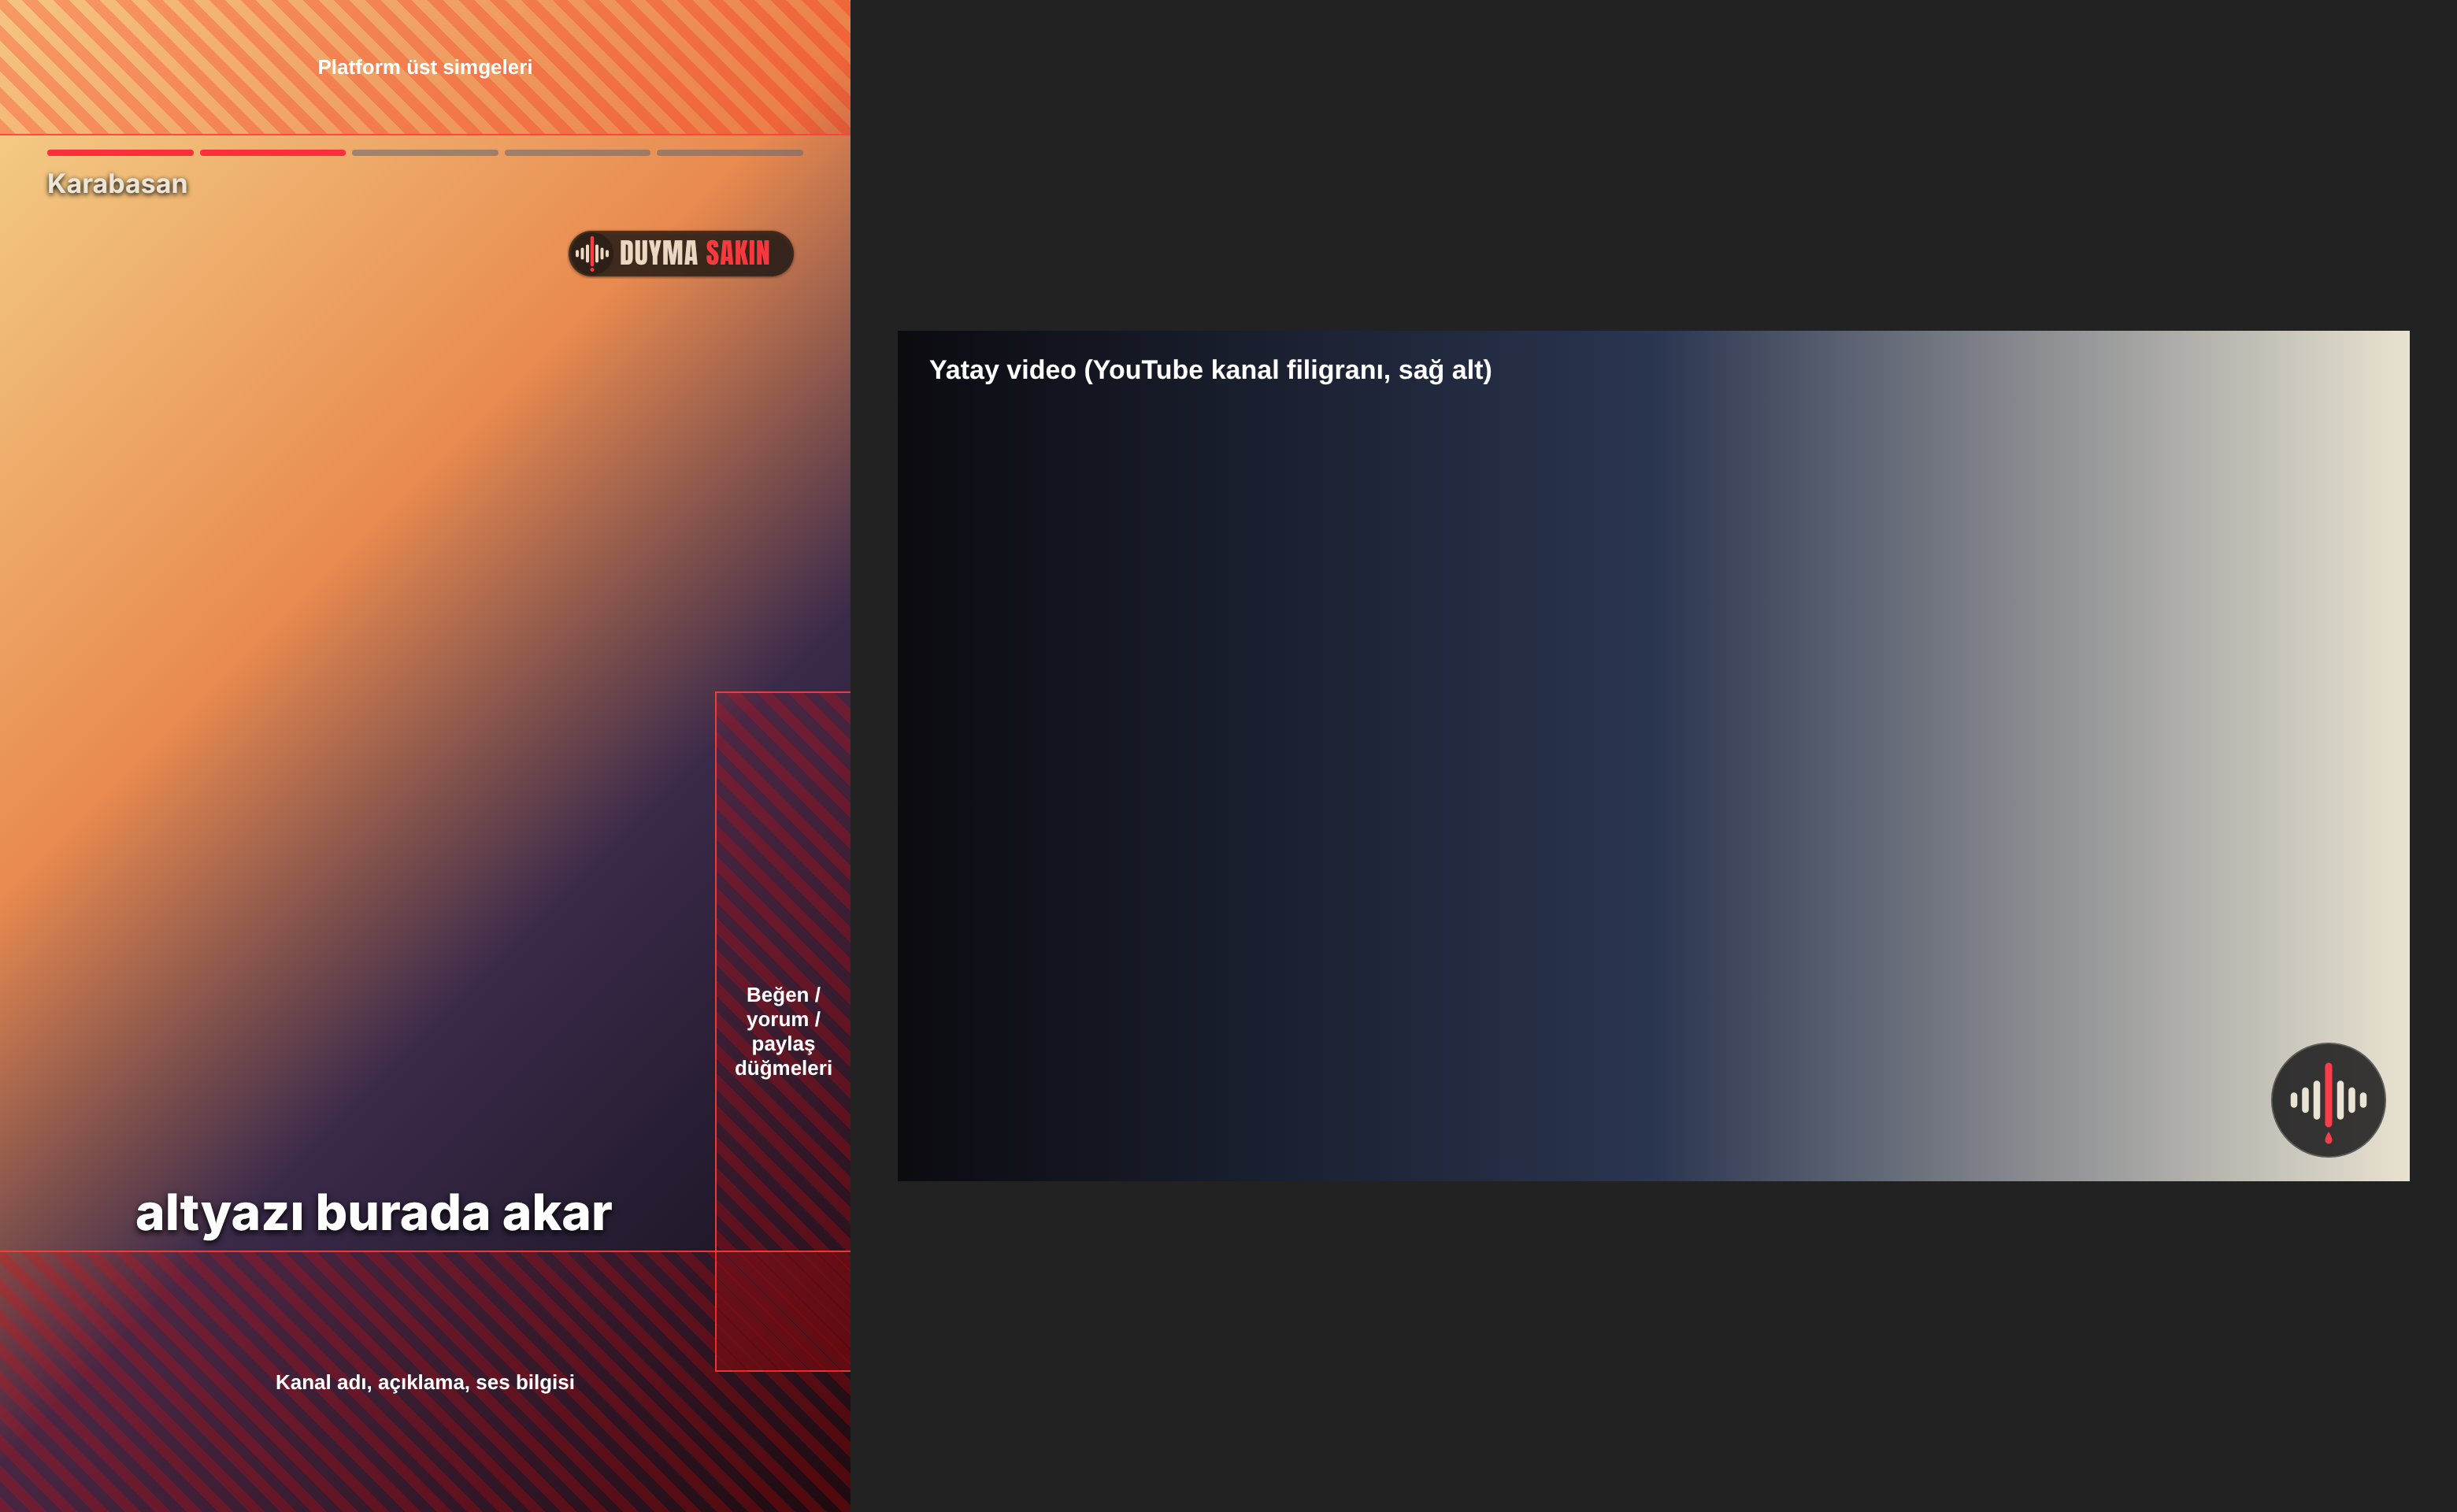 Platform üst simgeleri
Karabasan
DUYMA SAKIN
Beğen /
yorum /
paylaş
düğmeleri
altyazı burada akar
Kanal adı, açıklama, ses bilgisi
Yatay video (YouTube kanal filigranı, sağ alt)